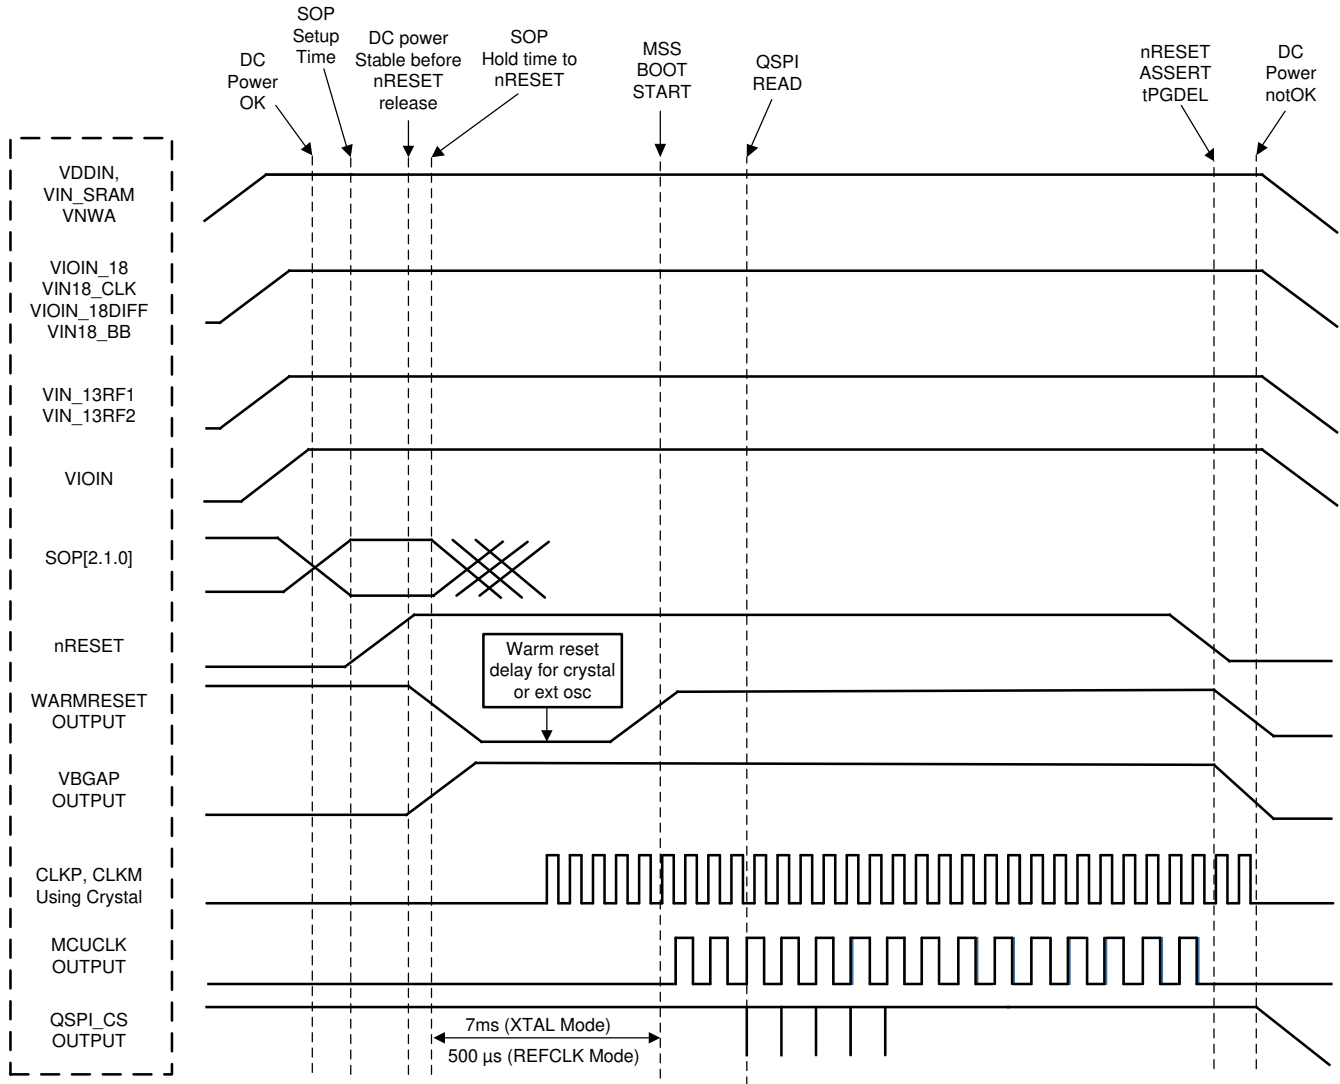 SOP
Setup
Time
DC
Power
OK
DC power
Stable before
nRESET
release
SOP
Hold time to
nRESET
MSS
BOOT
START
QSPI
READ
nRESET
ASSERT
tPGDEL
DC
Power
notOK
VDDIN,
VIN_SRAM
VNWA
VIOIN_18
VIN18_CLK
VIOIN_18DIFF
VIN18_BB
VIN_13RF1
VIN_13RF2
VIOIN
SOP[2.1.0]
nRESET
Warm reset
delay for crystal
or ext osc
WARMRESET
OUTPUT
VBGAP
OUTPUT
CLKP, CLKM
Using Crystal
MCUCLK
OUTPUT
QSPI_CS
OUTPUT
7ms (XTAL Mode)
500 µs (REFCLK Mode)